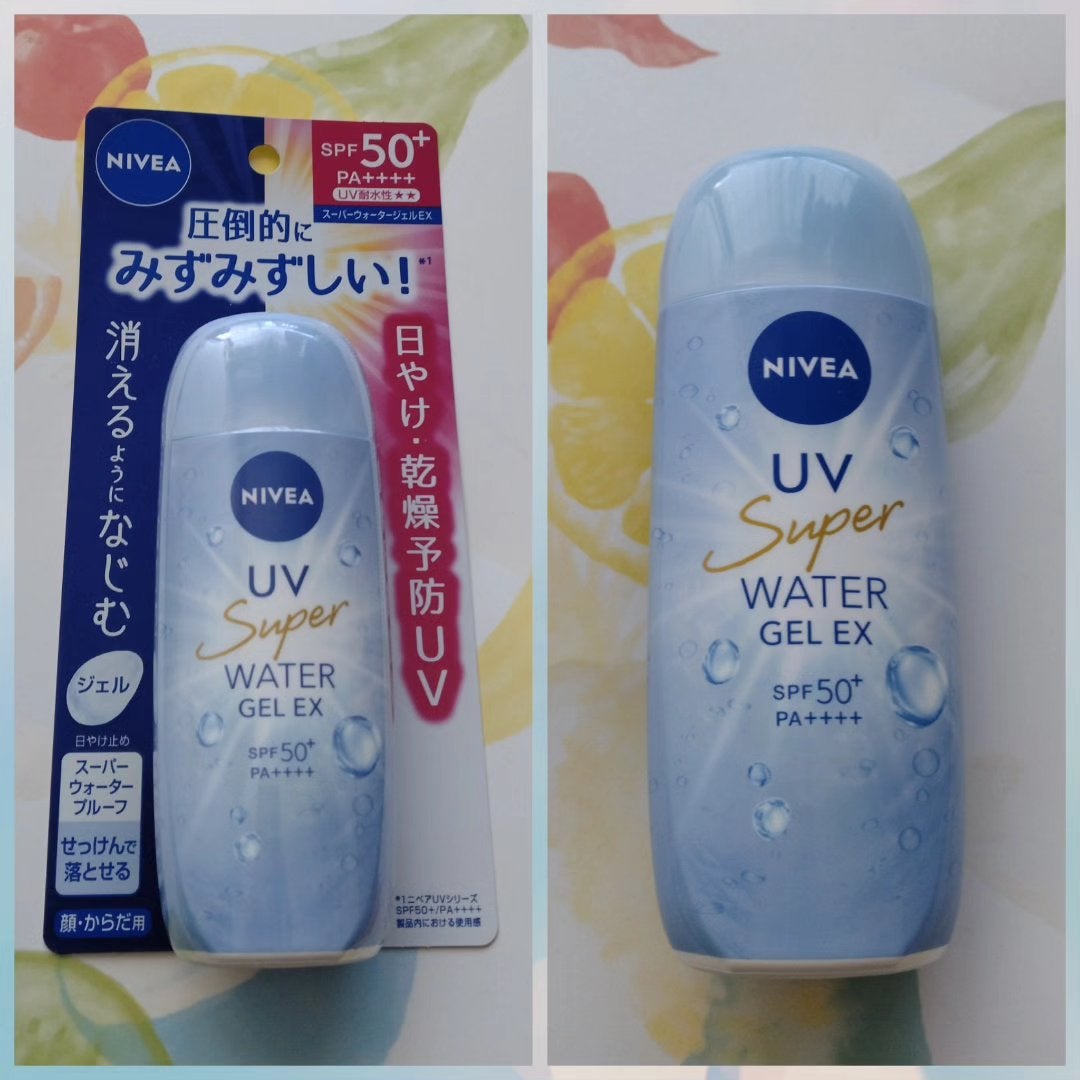 NIVEA
SPF50+
PA++++
UV耐水性★★
スーパーウォータージェルEX
圧倒的に
みずみずしい!*1
消えるようになじむ
日やけ・乾燥予防UV
ジェル
日やけ止め
スーパー
ウォーター
プルーフ
せっけんで
落とせる
顔・からだ用
NIVEA
UV
Super
WATER
GEL EX
SPF50+
PA++++
*1ニベアUVシリーズ
SPF50+/PA++++
製品内における使用感
NIVEA
UV
Super
WATER
GEL EX
SPF50+
PA++++